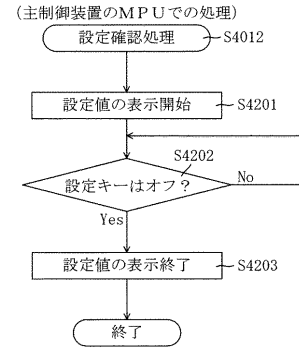 (主制御装置のMPUでの処理)
設定確認処理 S4012
設定値の表示開始 S4201
S4202
設定キーはオフ? No
Yes
設定値の表示終了 S4203
終了